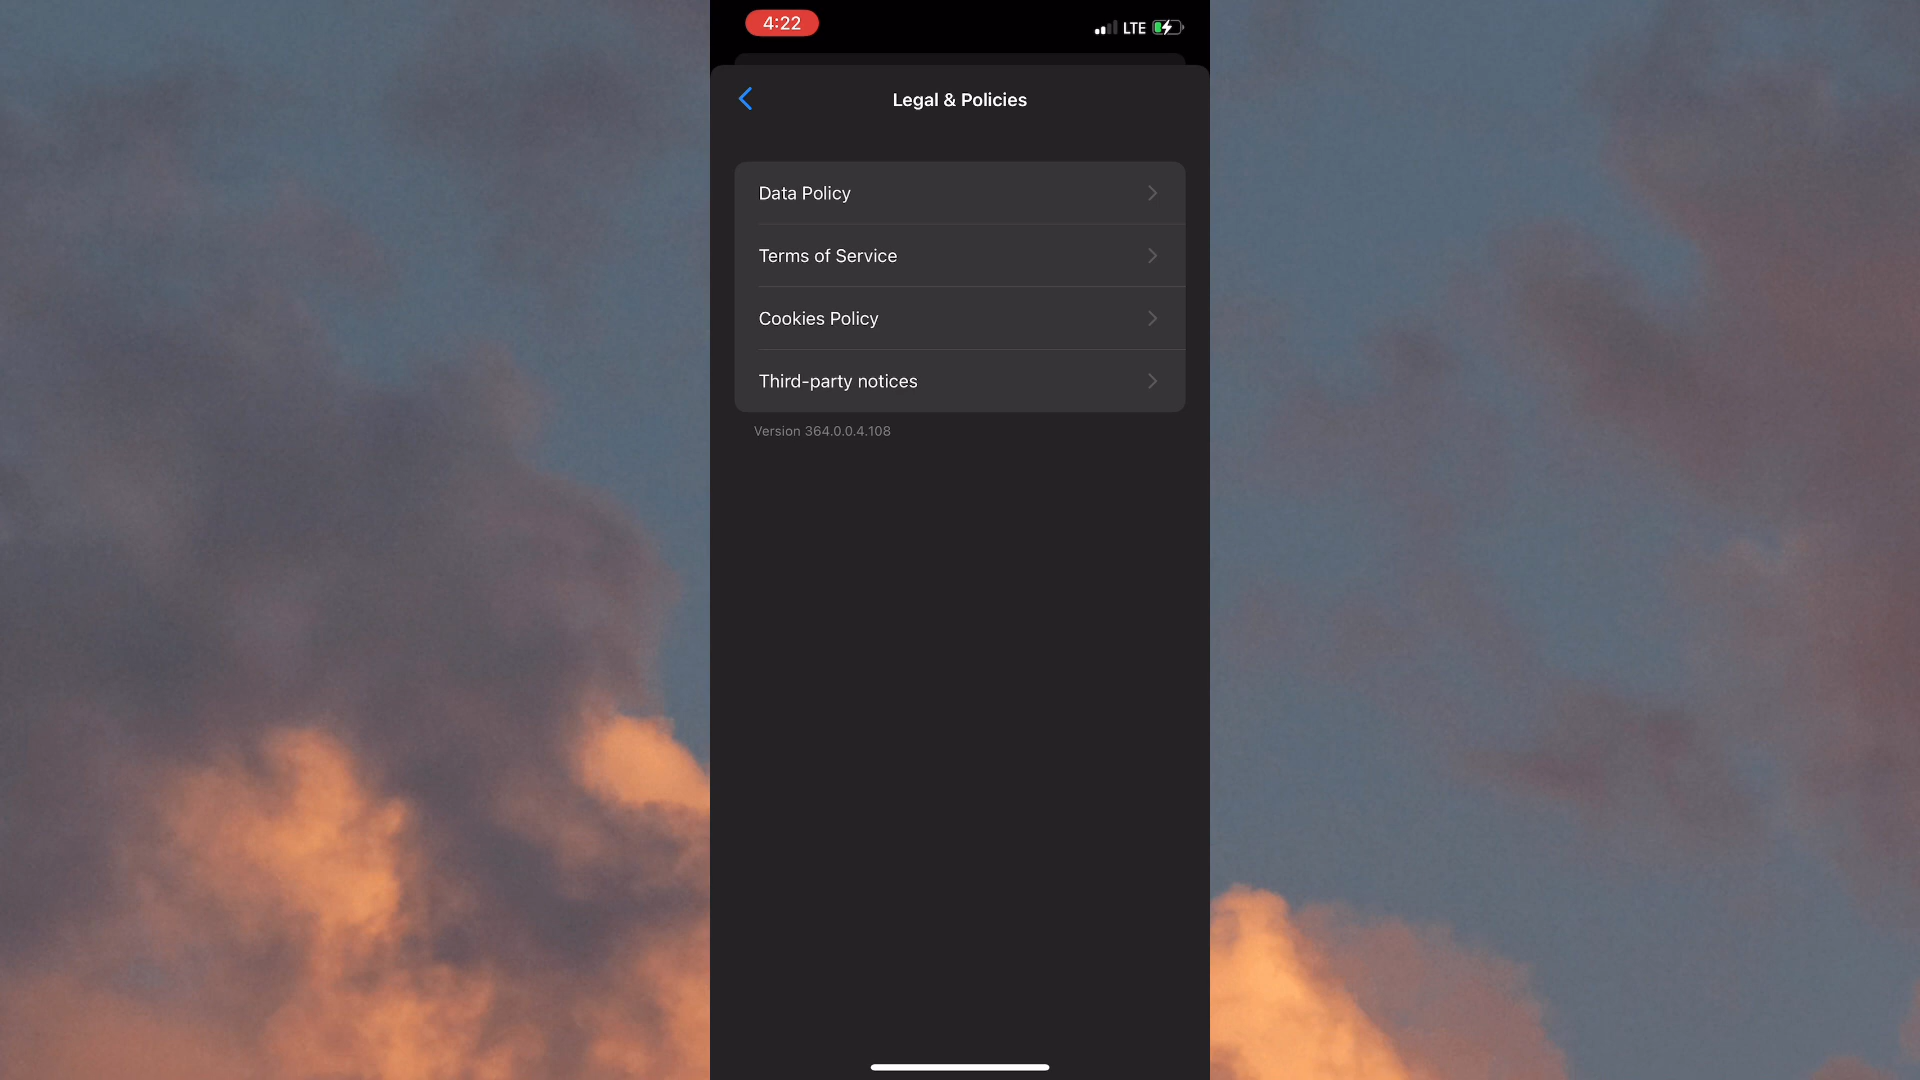 4:22
LTE
Legal & Policies
Data Policy
Terms of Service
Cookies Policy
Third-party notices
Version 364.0.0.4.108